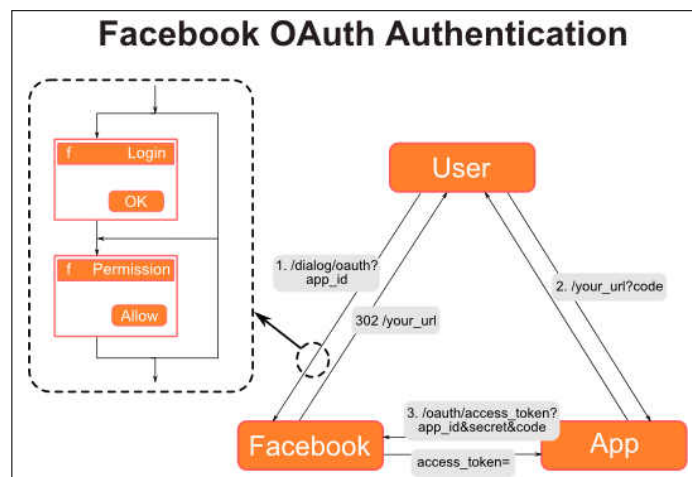 Facebook OAuth Authentication
f Login
OK
f Permission
Allow
User
1. /dialog/oauth?
app_id
302 /your_url
2. /your_url?code
3. /oauth/access_token?
app_id&secret&code
Facebook
access_token=
App